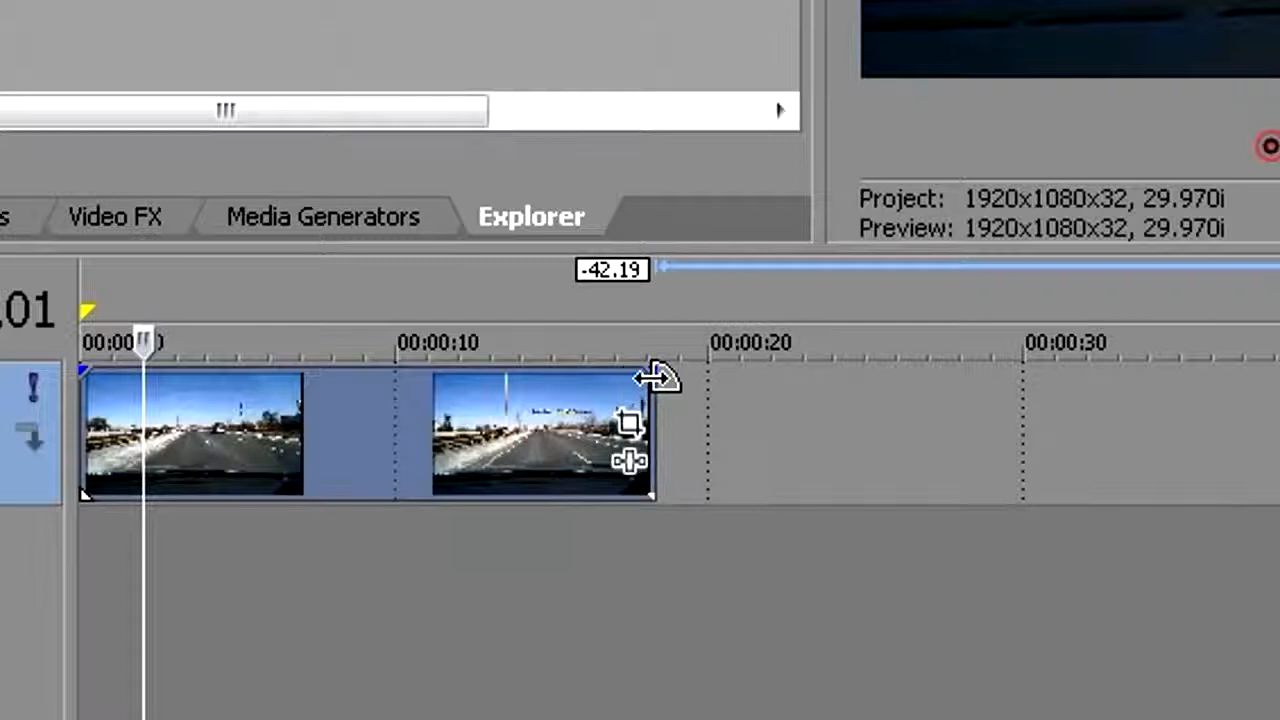 s Video FX Media Generators Explorer
Project: 1920x1080x32, 29.970i
Preview: 1920x1080x32, 29.970i
-42.19
.01
00:00:10 00:00:20 00:00:30